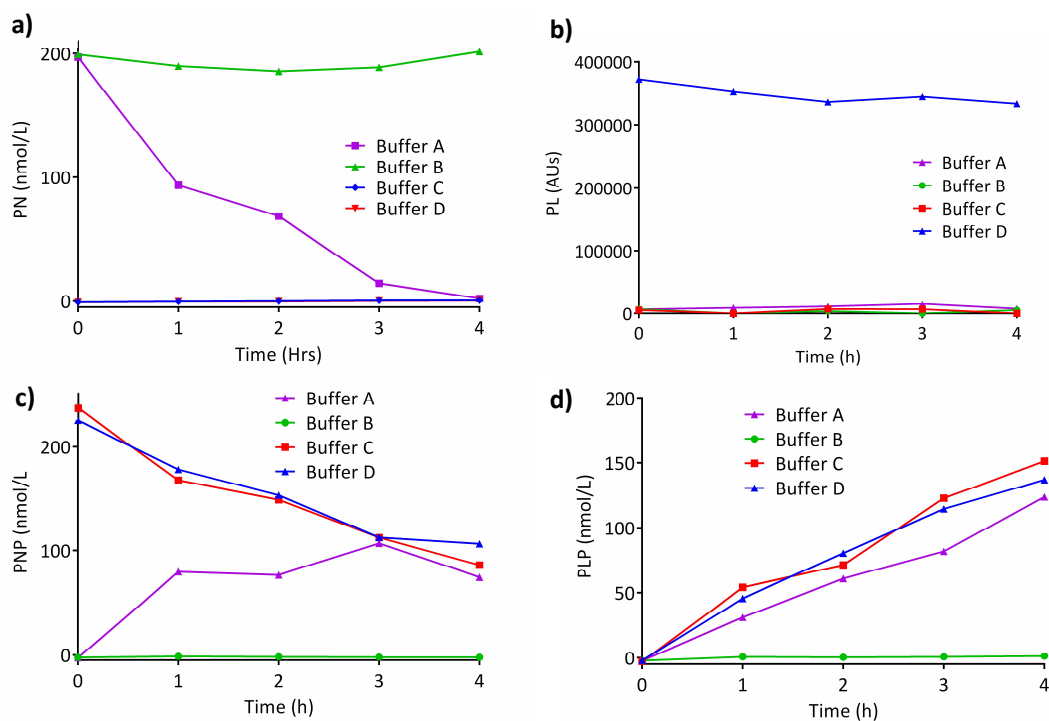 a)
PN (nmol/L)
200
100
0
Buffer A
Buffer B
Buffer C
Buffer D
0 1 2 3 4
Time (Hrs)
b)
PL (AUs)
400000
300000
200000
100000
0
Buffer A
Buffer B
Buffer C
Buffer D
0 1 2 3 4
Time (h)
c)
PNP (nmol/L
200
100
0
Buffer A
Buffer B
Buffer C
Buffer D
0 1 2 3 4
Time (h)
d)
PLP (nmol/L)
200
150
100
50
0
Buffer A
Buffer B
Buffer C
Buffer D
0 1 2 3 4
Time (h)